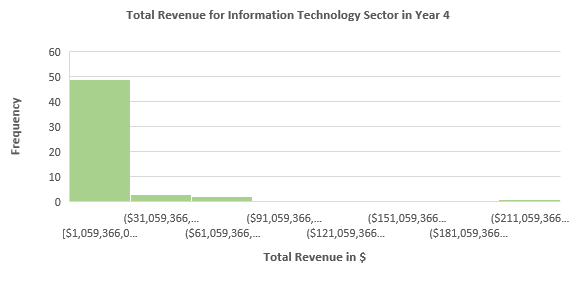 Total Revenue for Information Technology Sector in Year 4
60
50
40
30
20
10
0
Frequency
($31,059,366,... ($91,059,366,... ($151,059,366... ($211,059,366...
[$1,059,366,0... ($61,059,366,... ($121,059,366... ($181,059,366...
Total Revenue in $